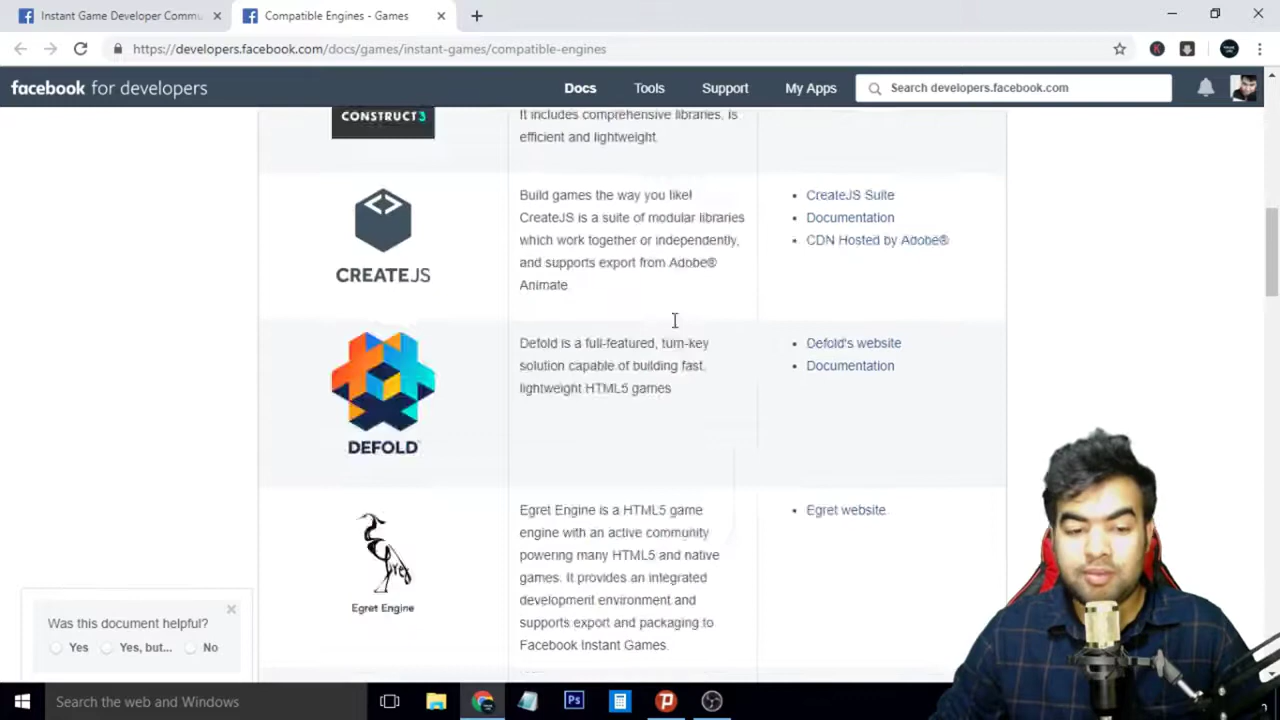 Instant Game Developer Commu
Compatible Engines - Games
https://developers.facebook.com/docs/games/instant-games/compatible-engines
facebook for developers
Docs
Tools
Support
My Apps
Search developers.facebook.com
CONSTRUCT3
It includes comprehensive libraries, is
efficient and lightweight.
CREATEJS
Build games the way you like!
CreateJS is a suite of modular libraries
which work together or independently,
and supports export from Adobe®
Animate
• CreateJS Suite
• Documentation
• CDN Hosted by Adobe®
DEFOLD
Defold is a full-featured, turn-key
solution capable of building fast,
lightweight HTML5 games
• Defold's website
• Documentation
Egret
Egret Engine
Egret Engine is a HTML5 game
engine with an active community
powering many HTML5 and native
games. It provides an integrated
development environment and
supports export and packaging to
Facebook Instant Games.
• Egret website
Was this document helpful?
Yes
Yes, but...
No
Search the web and Windows
Ps